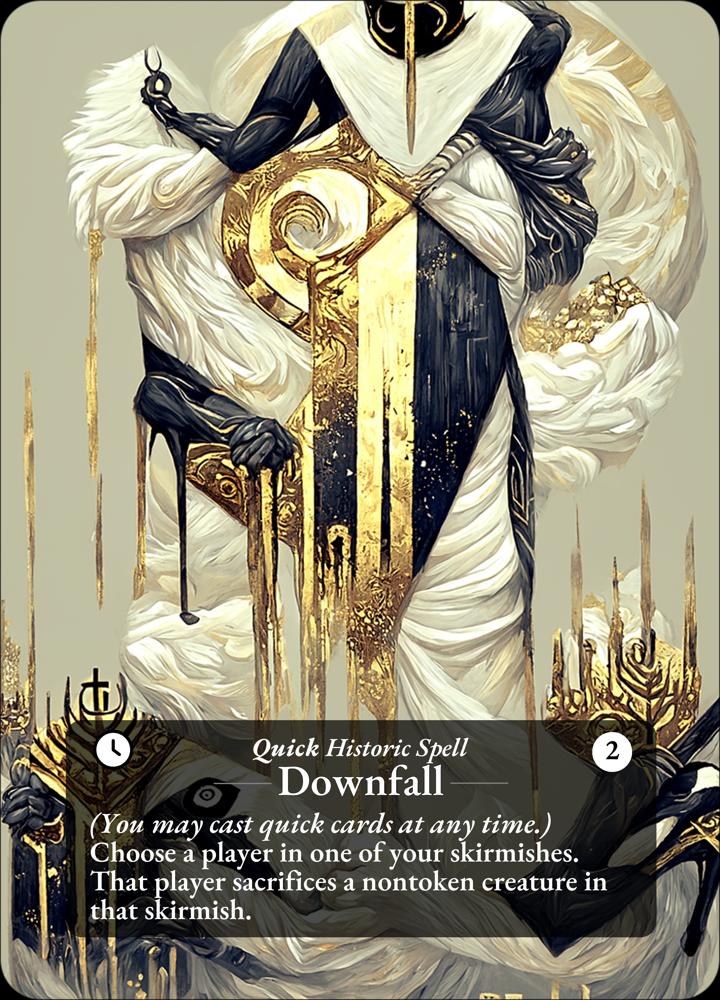 Quick Historic Spell
2
Downfall
(You may cast quick cards at any time.)
Choose a player in one of your skirmishes.
That player sacrifices a nontoken creature in
that skirmish.